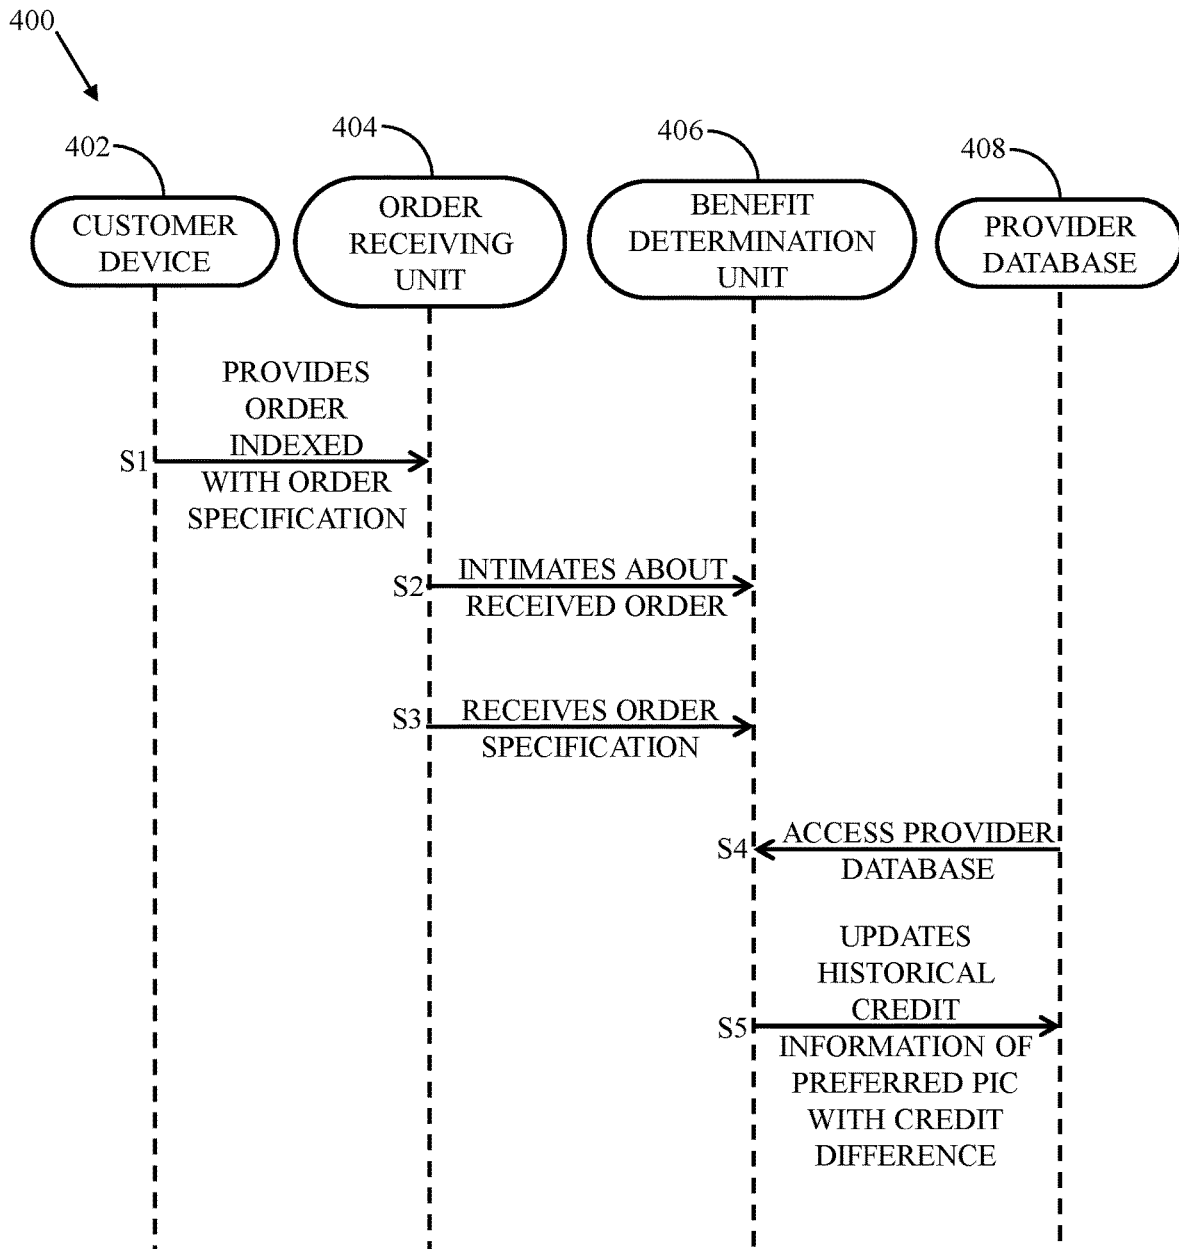 400
402
404
406
408
CUSTOMER
DEVICE
ORDER
RECEIVING
UNIT
BENEFIT
DETERMINATION
UNIT
PROVIDER
DATABASE
PROVIDES
ORDER
INDEXED
S1
WITH ORDER
SPECIFICATION
S2
INTIMATES ABOUT
RECEIVED ORDER
S3
RECEIVES ORDER
SPECIFICATION
S4
ACCESS PROVIDER
DATABASE
UPDATES
HISTORICAL
CREDIT
S5
INFORMATION OF
PREFERRED PIC
WITH CREDIT
DIFFERENCE